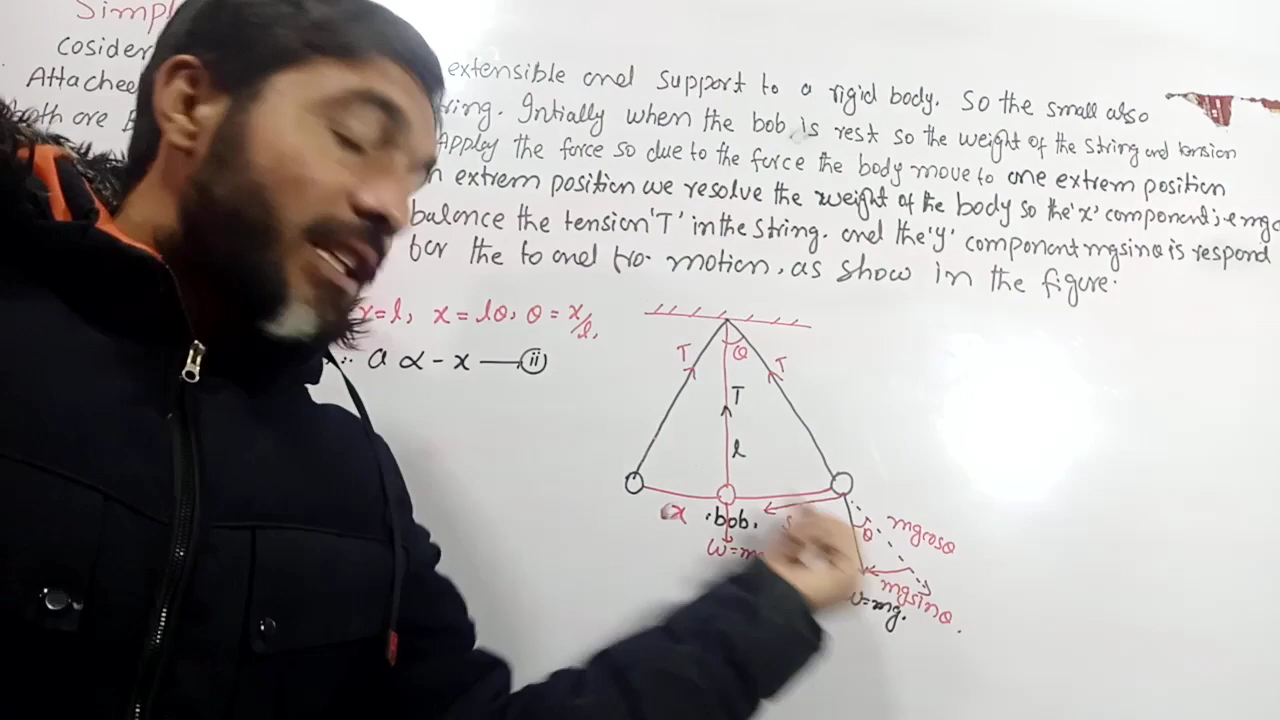 Simpl
cosider extensible and support to a rigid body. So the small also
Attachee ring. Intially when the bob is rest so the weight of the string and tension
both are Apploy the force so due to the force the body move to one extrem position
n extrem position we resolve the weight of the body so the 'x' component i,e mgco
balance the tension 'T' in the string. and the 'y' component mgsinθ is respond
for the to and fro motion, as show in the figure.
r=l, x=lθ, θ = x/l,
∴ a ∝ - x —(ii)
T θ T
T
l
x bob. s θ mgcosθ
w=m mgsinθ
w=mg.